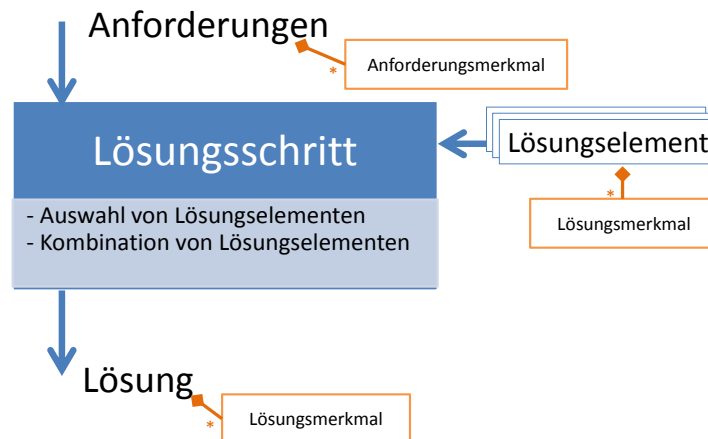 Anforderungen
Anforderungsmerkmal
*
Lösungsschritt
Lösungselement
- Auswahl von Lösungselementen
- Kombination von Lösungselementen
*
Lösungsmerkmal
Lösung
Lösungsmerkmal
*